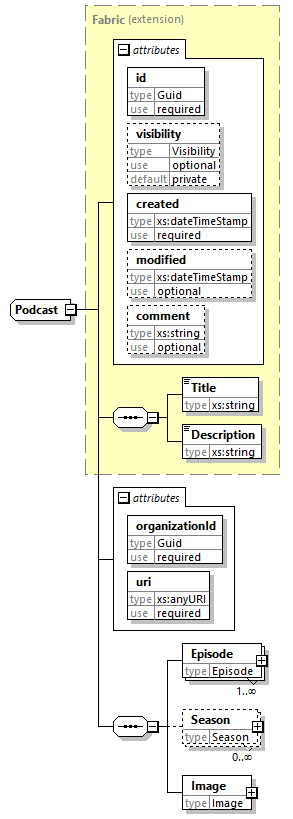 Fabric (extension)
attributes
id
type Guid
use required
visibility
type Visibility
use optional
default private
created
type xs:dateTimeStamp
use required
modified
type xs:dateTimeStamp
use optional
comment
type xs:string
use optional
Podcast
Title
type xs:string
Description
type xs:string
attributes
organizationId
type Guid
use required
uri
type xs:anyURI
use required
Episode
type Episode
1..∞
Season
type Season
0..∞
Image
type Image